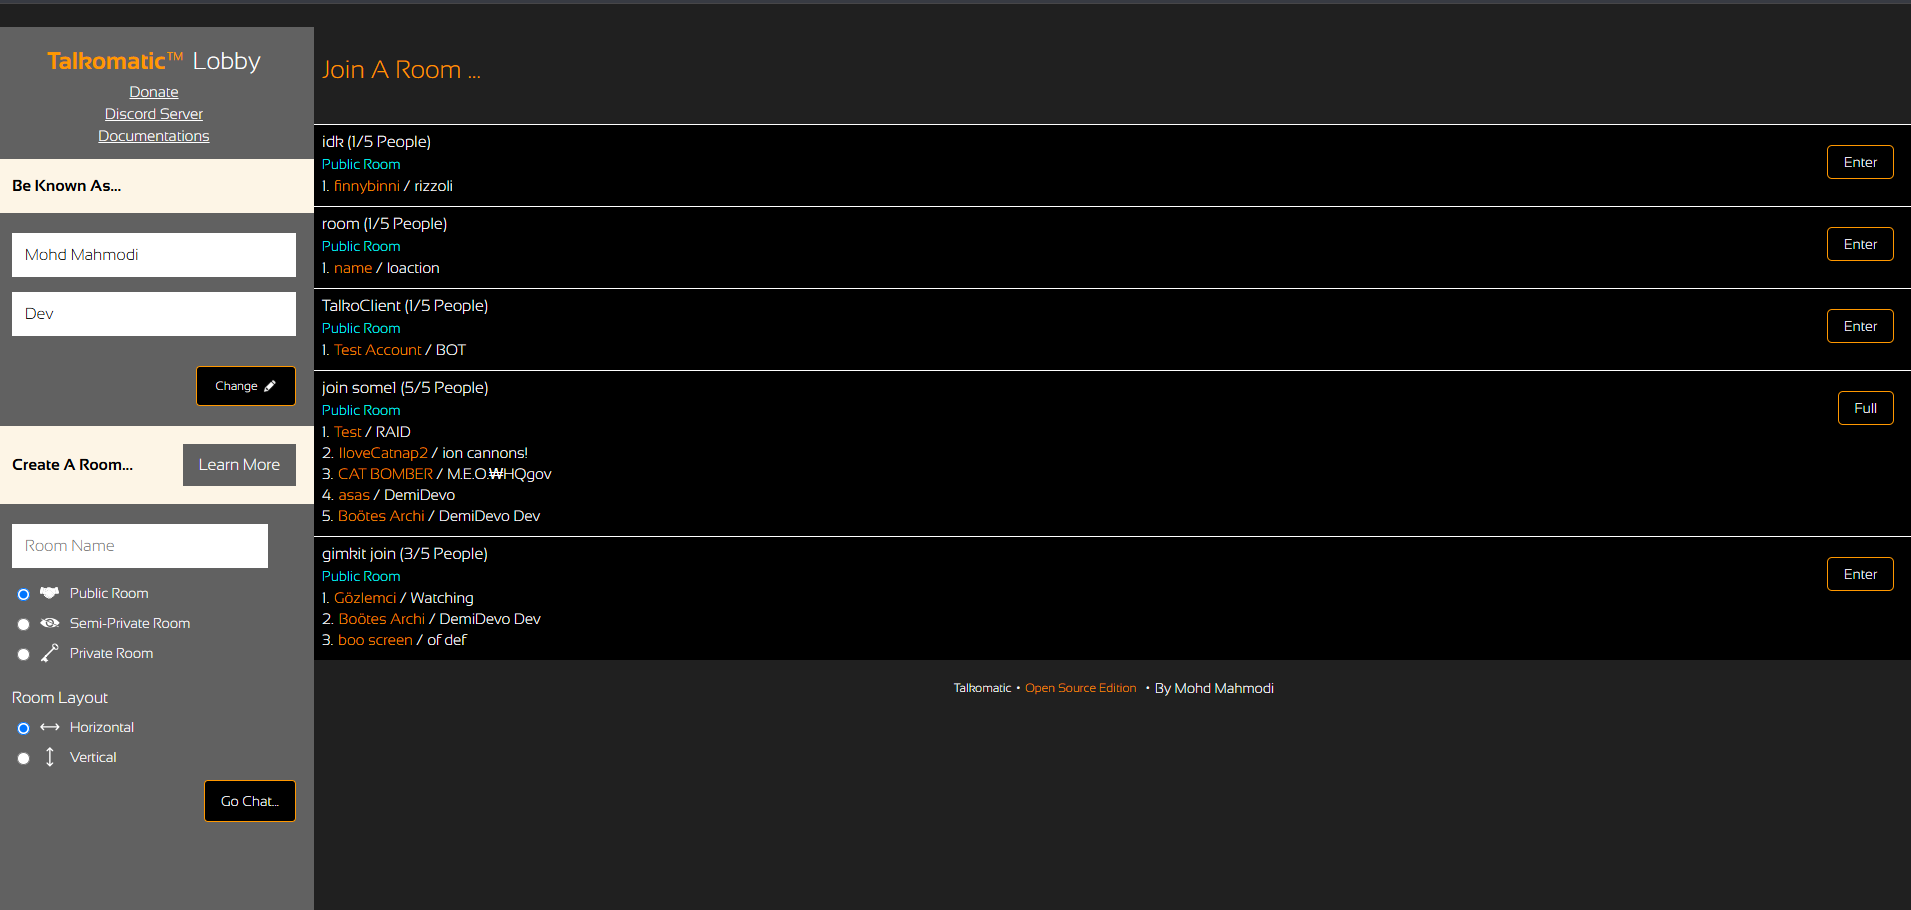 Talkomatic™ Lobby
Donate
Discord Server
Documentations
Be Known As...
Mohd Mahmodi
Dev
Change
Create A Room...
Learn More
Room Name
Public Room
Semi-Private Room
Private Room
Room Layout
Horizontal
Vertical
Go Chat...
Join A Room ...
idk (1/5 People)
Public Room
1. finnybinni / rizzoli
Enter
room (1/5 People)
Public Room
1. name / loaction
Enter
TalkoClient (1/5 People)
Public Room
1. Test Account / BOT
Enter
join some1 (5/5 People)
Public Room
1. Test / RAID
2. IloveCatnap2 / ion cannons!
3. CAT BOMBER / M.E.O.₩HQgov
4. asas / DemiDevo
5. Boötes Archi / DemiDevo Dev
Full
gimkit join (3/5 People)
Public Room
1. Gözlemci / Watching
2. Boötes Archi / DemiDevo Dev
3. boo screen / of def
Enter
Talkomatic • Open Source Edition • By Mohd Mahmodi